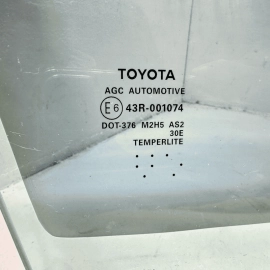 TOYOTA
AGC AUTOMOTIVE
E6 43R-001074
DOT-376 M2H5 AS2
30E
TEMPERLITE